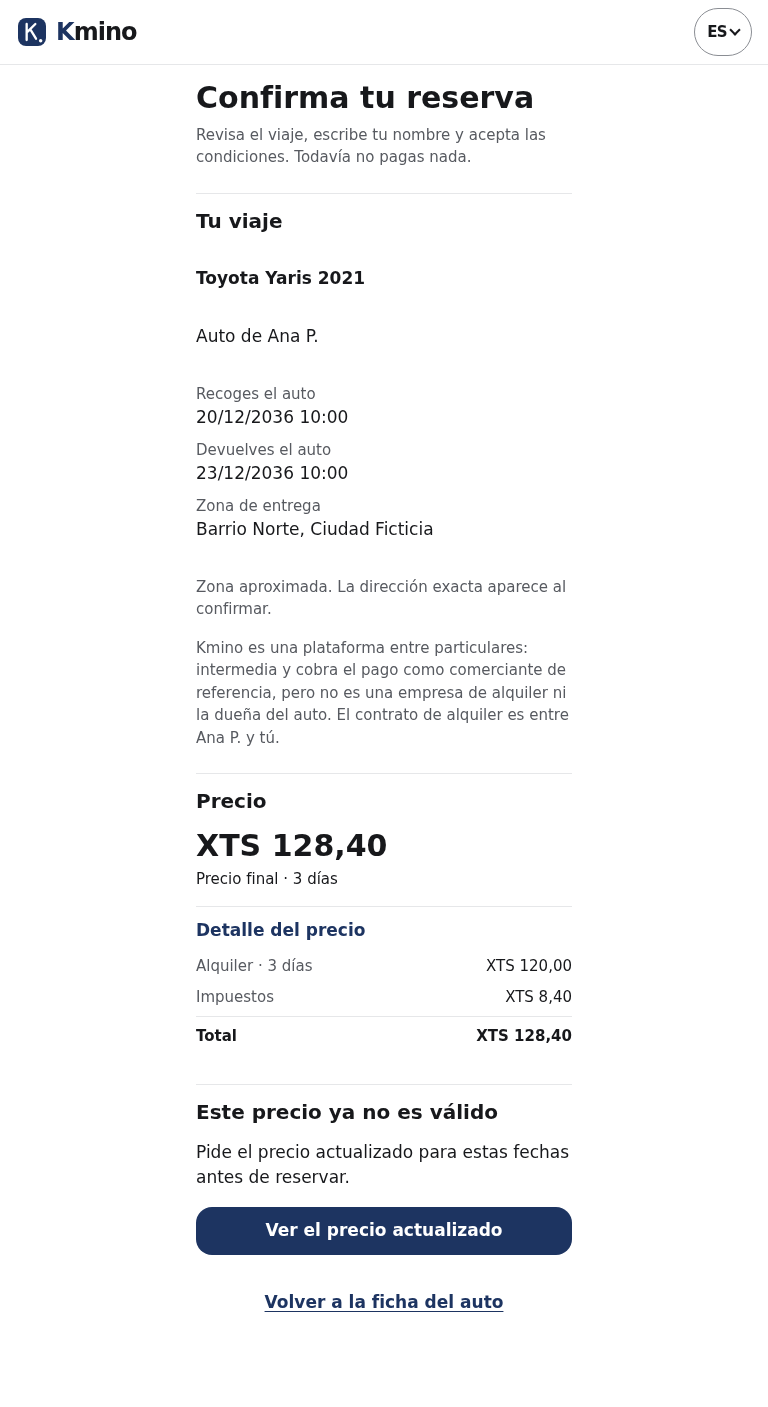 K. Kmino
ES
Confirma tu reserva
Revisa el viaje, escribe tu nombre y acepta las
condiciones. Todavía no pagas nada.
Tu viaje
Toyota Yaris 2021
Auto de Ana P.
Recoges el auto
20/12/2036 10:00
Devuelves el auto
23/12/2036 10:00
Zona de entrega
Barrio Norte, Ciudad Ficticia
Zona aproximada. La dirección exacta aparece al
confirmar.
Kmino es una plataforma entre particulares:
intermedia y cobra el pago como comerciante de
referencia, pero no es una empresa de alquiler ni
la dueña del auto. El contrato de alquiler es entre
Ana P. y tú.
Precio
XTS 128,40
Precio final · 3 días
Detalle del precio
Alquiler · 3 días XTS 120,00
Impuestos XTS 8,40
Total XTS 128,40
Este precio ya no es válido
Pide el precio actualizado para estas fechas
antes de reservar.
Ver el precio actualizado
Volver a la ficha del auto